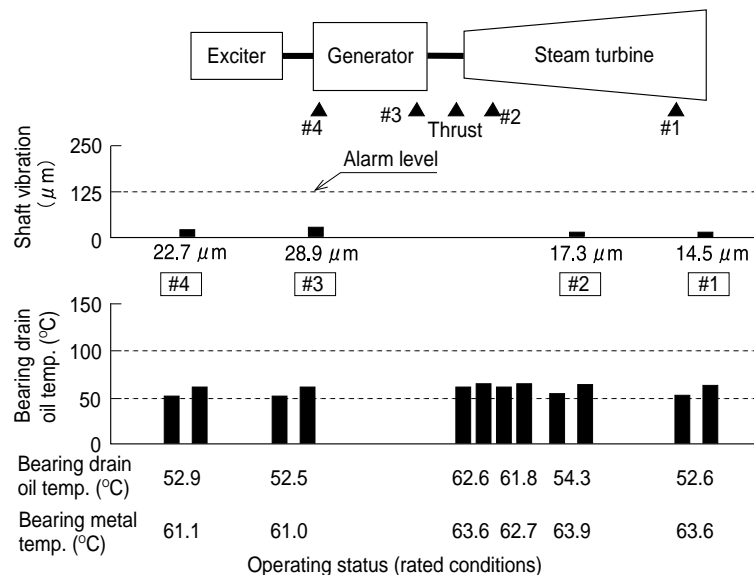 Exciter Generator Steam turbine
#4 #3 Thrust #2 #1
Shaft vibration
(μm)
250
125
0
Alarm level
22.7 μm 28.9 μm 17.3 μm 14.5 μm
#4 #3 #2 #1
Bearing drain
oil temp. (°C)
150
100
50
0
Bearing drain
oil temp. (°C)
52.9 52.5 62.6 61.8 54.3 52.6
Bearing metal
temp. (°C)
61.1 61.0 63.6 62.7 63.9 63.6
Operating status (rated conditions)